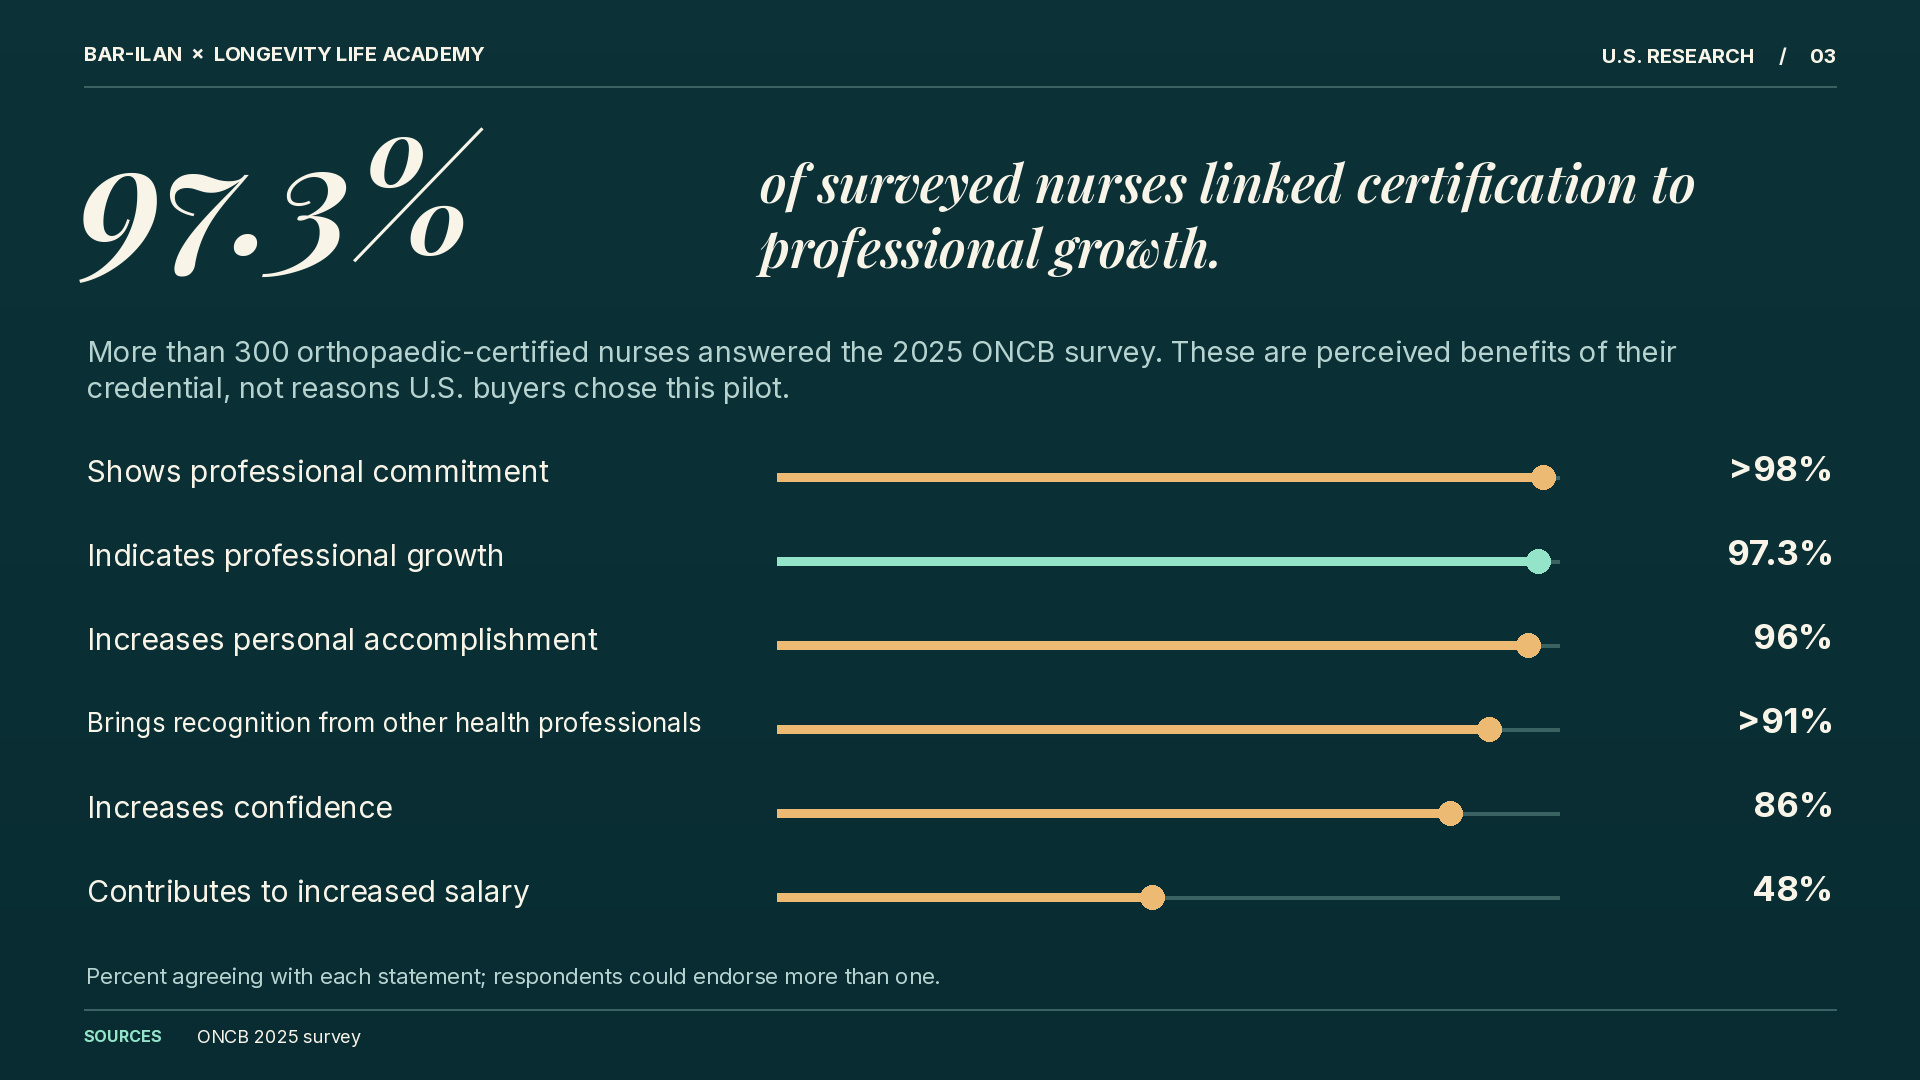 BAR-ILAN × LONGEVITY LIFE ACADEMY
U.S. RESEARCH / 03
97.3%
of surveyed nurses linked certification to
professional growth.
More than 300 orthopaedic-certified nurses answered the 2025 ONCB survey. These are perceived benefits of their
credential, not reasons U.S. buyers chose this pilot.
Shows professional commitment >98%
Indicates professional growth 97.3%
Increases personal accomplishment 96%
Brings recognition from other health professionals >91%
Increases confidence 86%
Contributes to increased salary 48%
Percent agreeing with each statement; respondents could endorse more than one.
SOURCES ONCB 2025 survey